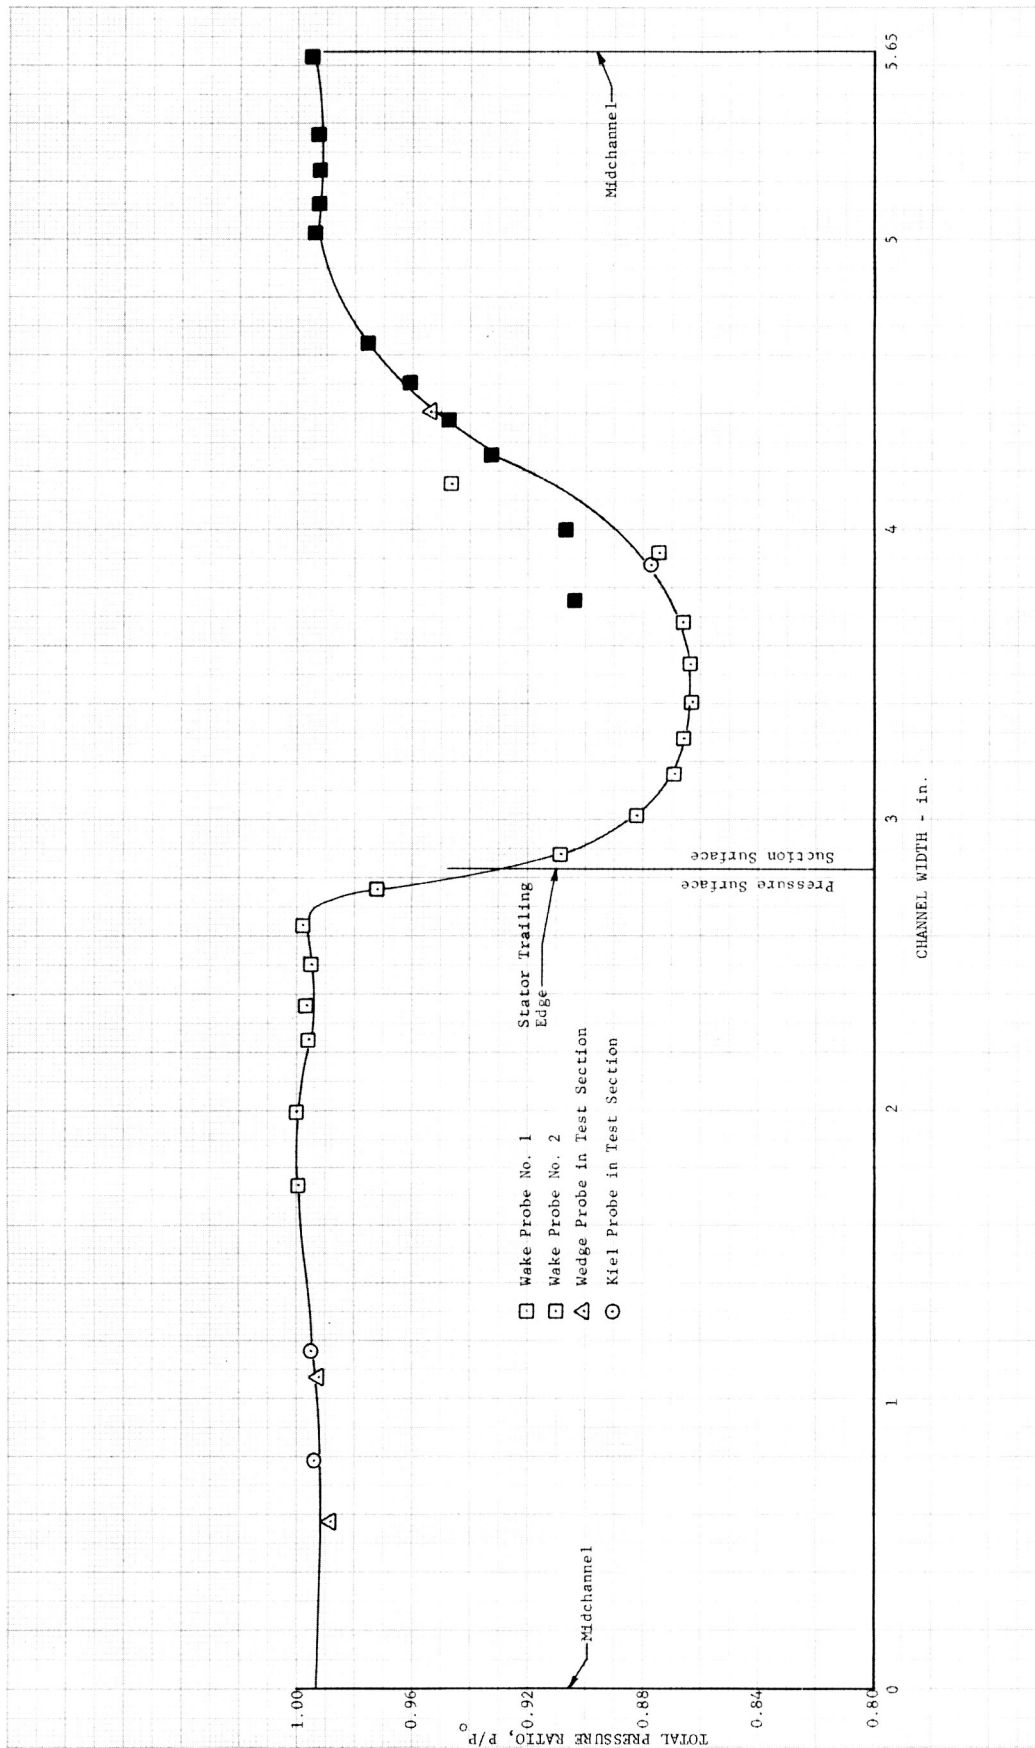 TOTAL PRESSURE RATIO, P/P°
1.00
0.96
0.92
0.88
0.84
0.80
Midchannel
Wake Probe No. 1
Wake Probe No. 2
Wedge Probe in Test Section
Kiel Probe in Test Section
Stator Trailing
Edge
Pressure Surface
Suction Surface
Midchannel
0
1
2
3
4
5
5.65
CHANNEL WIDTH - in.